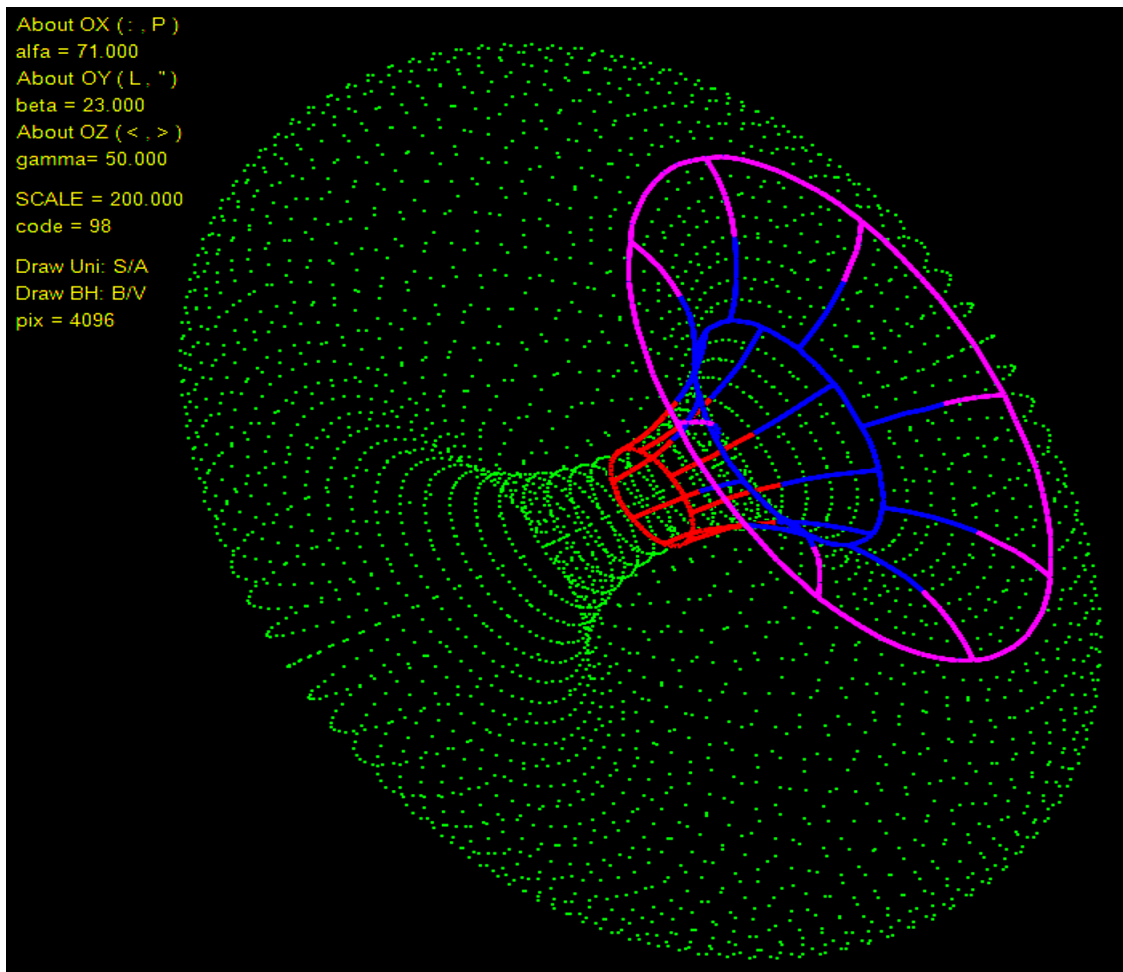 About OX ( : , P )
alfa = 71.000
About OY ( L , " )
beta = 23.000
About OZ ( < , > )
gamma= 50.000
SCALE = 200.000
code = 98
Draw Uni: S/A
Draw BH: B/V
pix = 4096